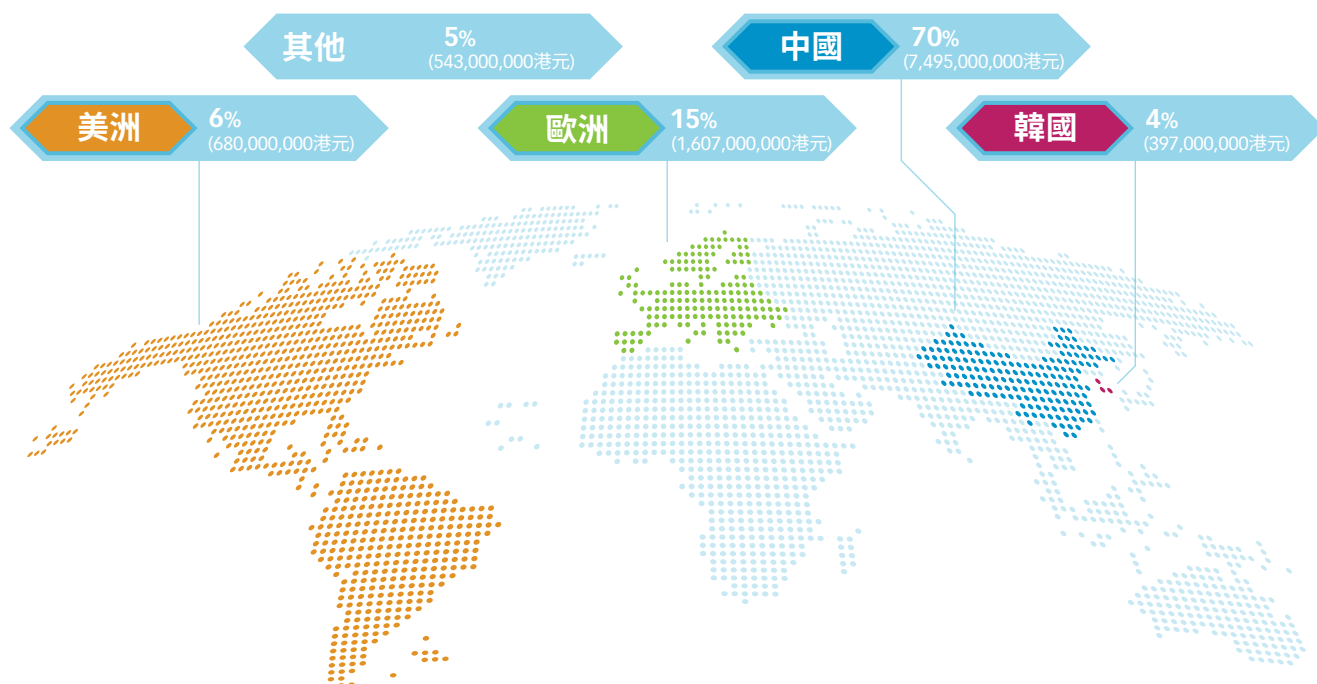 其他
5%
(543,000,000港元)
中國
70%
(7,495,000,000港元)
美洲
6%
(680,000,000港元)
歐洲
15%
(1,607,000,000港元)
韓國
4%
(397,000,000港元)